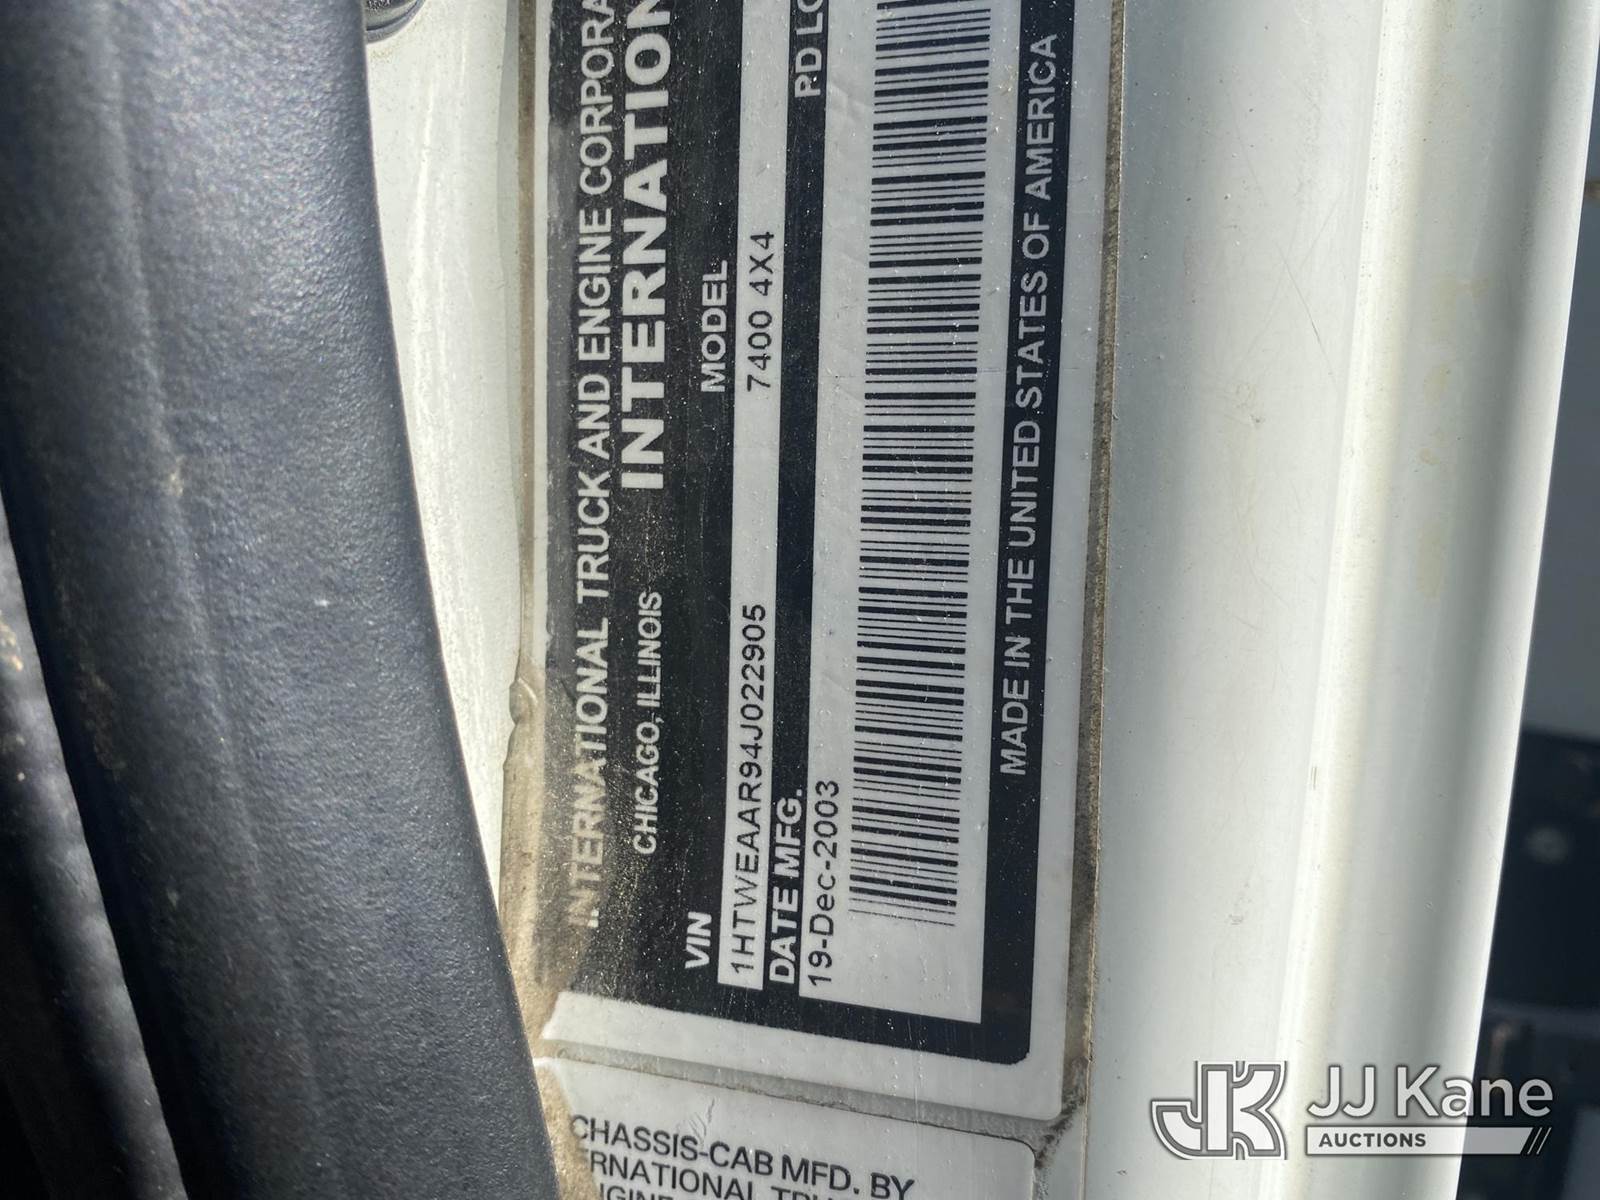 INTERNATIONAL TRUCK AND ENGINE CORPORA
CHICAGO, ILLINOIS
INTERNATION
VIN
MODEL
1HTWEAAR94J022905
7400 4X4
DATE MFG.
PD LO
19-Dec-2003
MADE IN THE UNITED STATES OF AMERICA
CHASSIS-CAB MFD. BY
ERNATIONAL TRU
JJ Kane
AUCTIONS